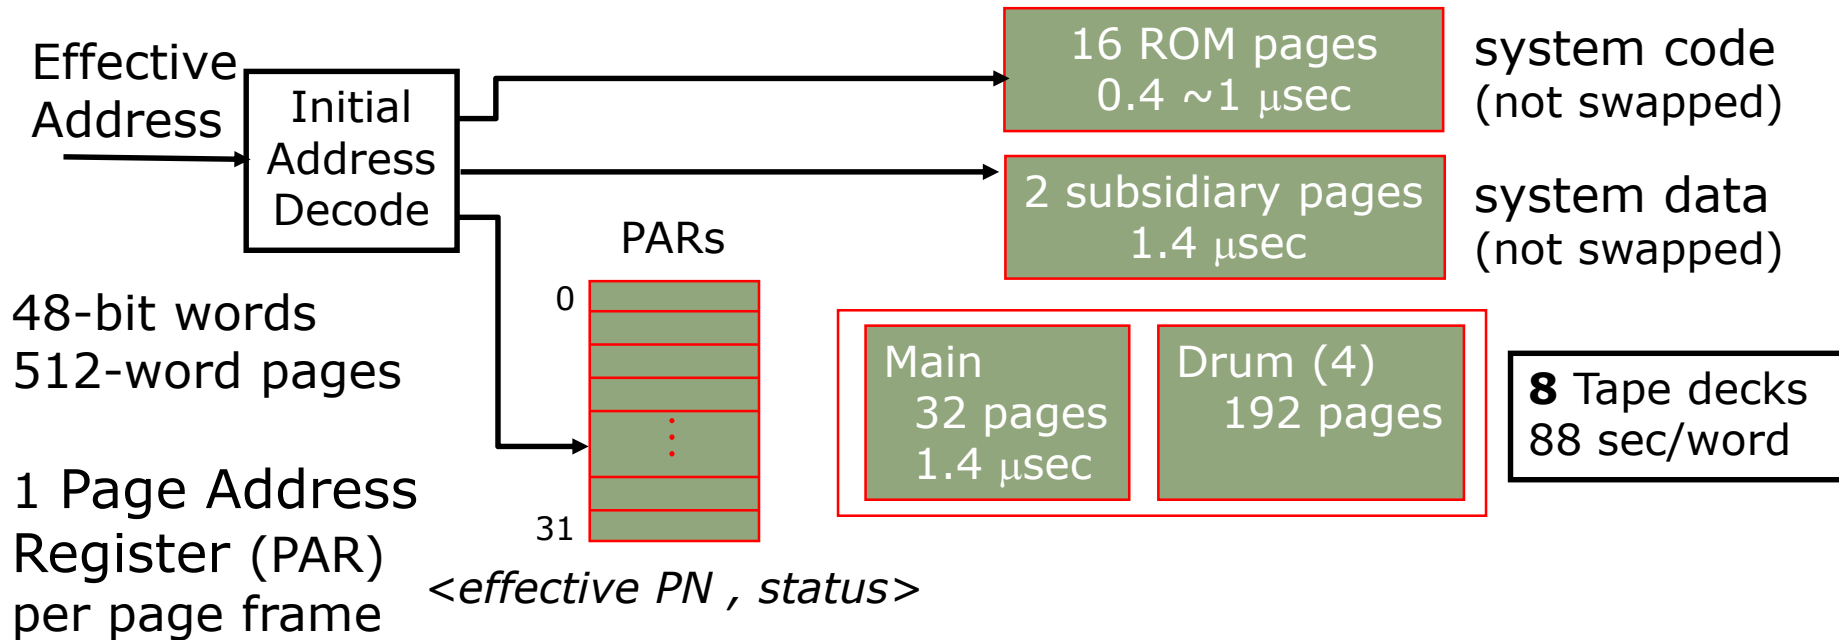 Effective
Address
Initial
Address
Decode
16 ROM pages
0.4 ~1 μsec
system code
(not swapped)
2 subsidiary pages
1.4 μsec
system data
(not swapped)
PARs
0
31
<effective PN , status>
48-bit words
512-word pages
1 Page Address
Register (PAR)
per page frame
Main
32 pages
1.4 μsec
Drum (4)
192 pages
8 Tape decks
88 sec/word